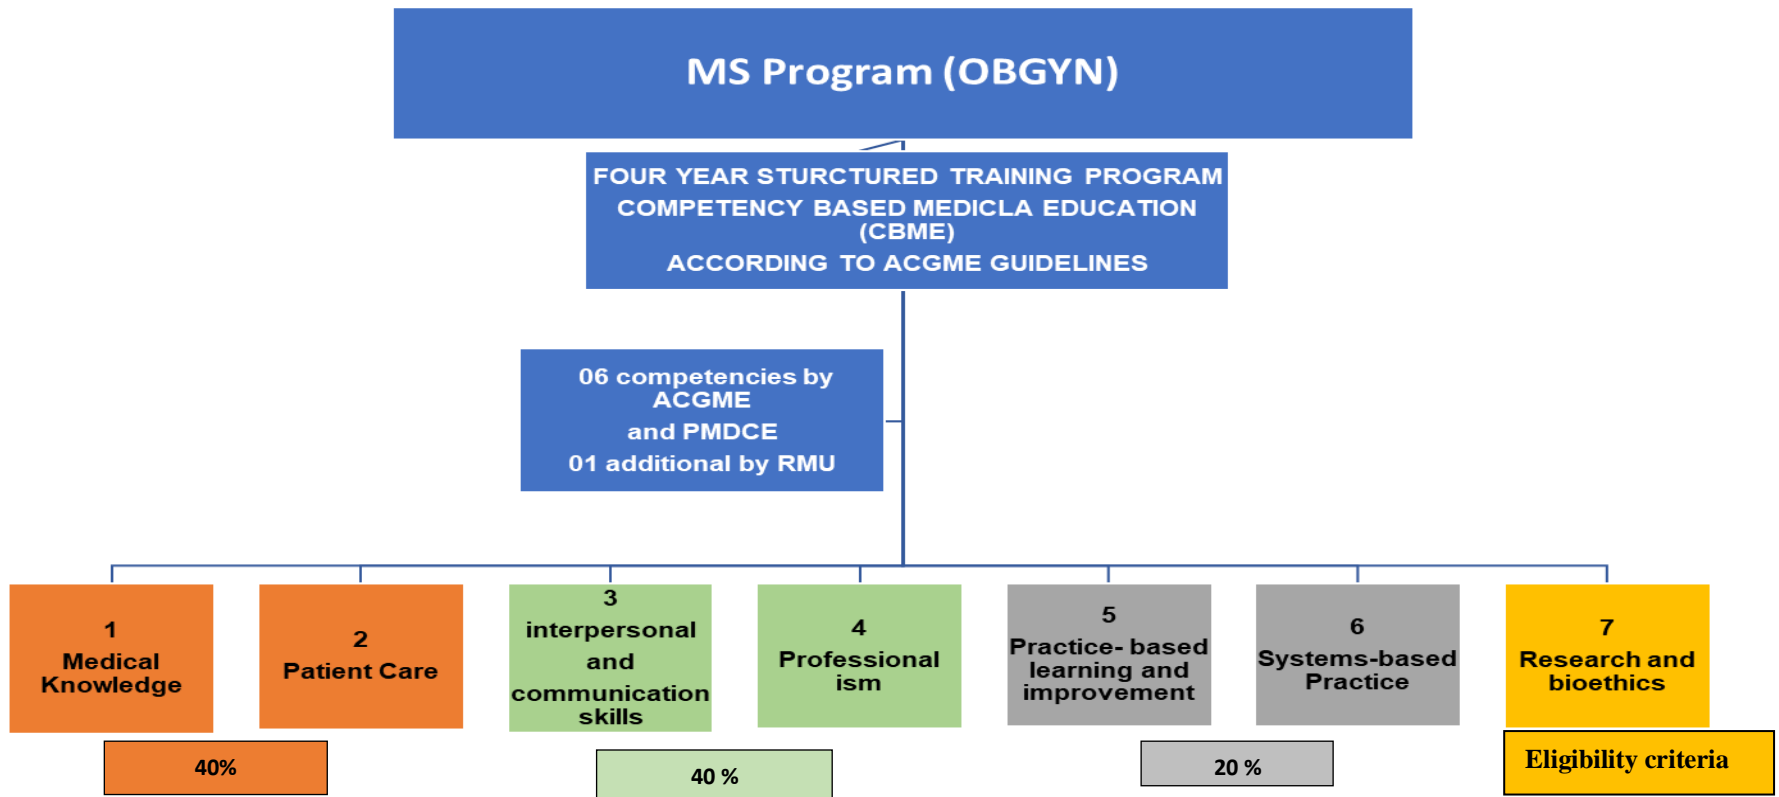 MS Program (OBGYN)
FOUR YEAR STURCTURED TRAINING PROGRAM
COMPETENCY BASED MEDICLA EDUCATION
(CBME)
ACCORDING TO ACGME GUIDELINES
06 competencies by
ACGME
and PMDCE
01 additional by RMU
1
Medical
Knowledge
2
Patient Care
3
interpersonal
and
communication
skills
4
Professional
ism
5
Practice- based
learning and
improvement
6
Systems-based
Practice
7
Research and
bioethics
40%
40 %
20 %
Eligibility criteria